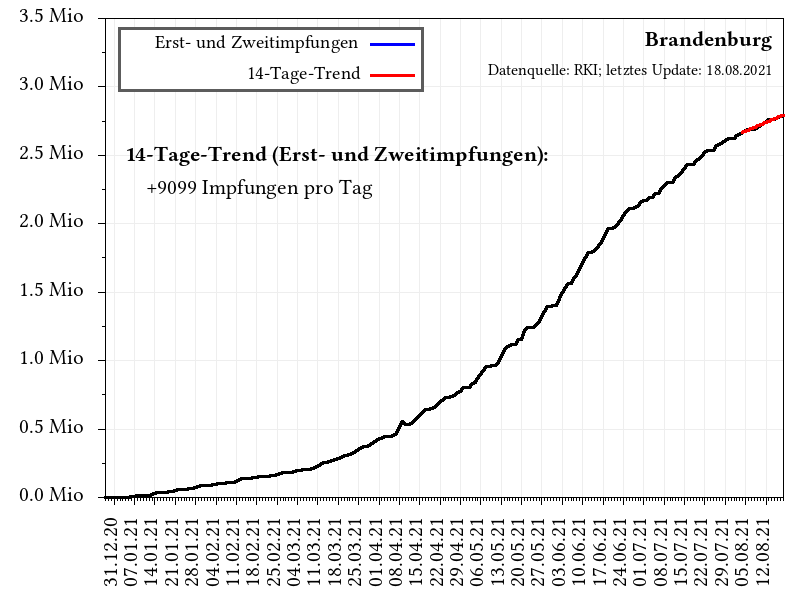 3.5 Mio
3.0 Mio
2.5 Mio
2.0 Mio
1.5 Mio
1.0 Mio
0.5 Mio
0.0 Mio
Erst- und Zweitimpfungen
14-Tage-Trend
Brandenburg
Datenquelle: RKI; letztes Update: 18.08.2021
14-Tage-Trend (Erst- und Zweitimpfungen):
+9099 Impfungen pro Tag
31.12.20
07.01.21
14.01.21
21.01.21
28.01.21
04.02.21
11.02.21
18.02.21
25.02.21
04.03.21
11.03.21
18.03.21
25.03.21
01.04.21
08.04.21
15.04.21
22.04.21
29.04.21
06.05.21
13.05.21
20.05.21
27.05.21
03.06.21
10.06.21
17.06.21
24.06.21
01.07.21
08.07.21
15.07.21
22.07.21
29.07.21
05.08.21
12.08.21